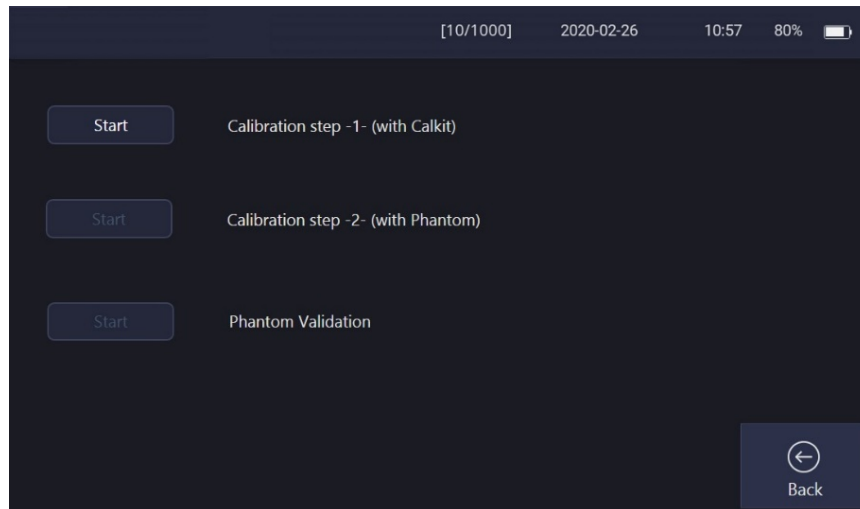 [10/1000] 2020-02-26 10:57 80%
Start Calibration step -1- (with Calkit)
Start Calibration step -2- (with Phantom)
Start Phantom Validation
Back